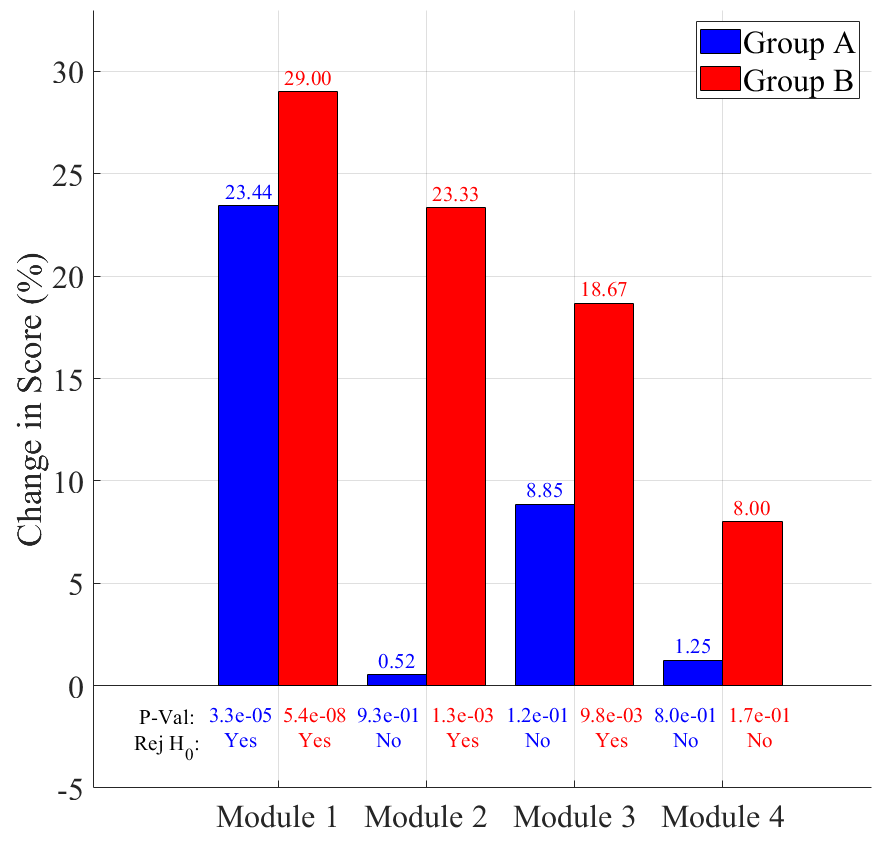 Group A
Group B
Change in Score (%)
30
25
20
15
10
5
0
-5
29.00
23.44
23.33
18.67
8.85
8.00
0.52
1.25
P-Val: 3.3e-05 5.4e-08 9.3e-01 1.3e-03 1.2e-01 9.8e-03 8.0e-01 1.7e-01
Rej H0: Yes Yes No Yes No Yes No No
Module 1 Module 2 Module 3 Module 4